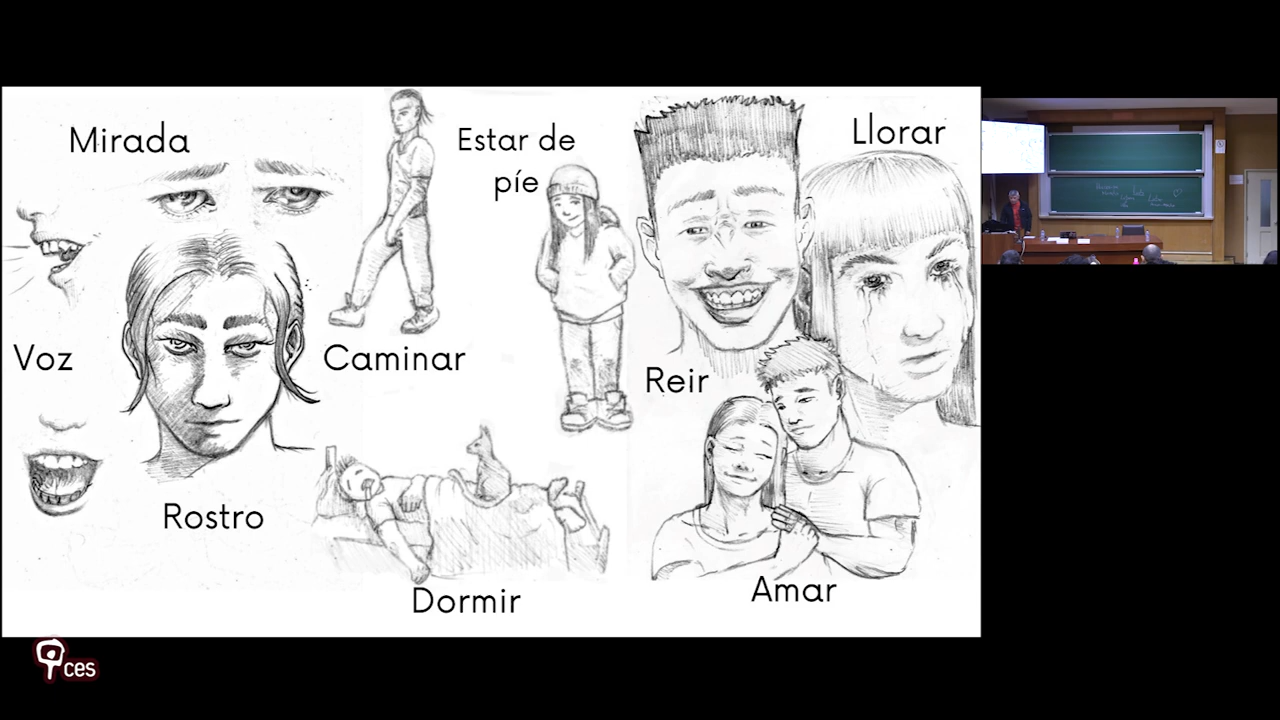 Mirada
Estar de
píe
Llorar
Voz
Caminar
Reir
Rostro
Dormir
Amar
ces